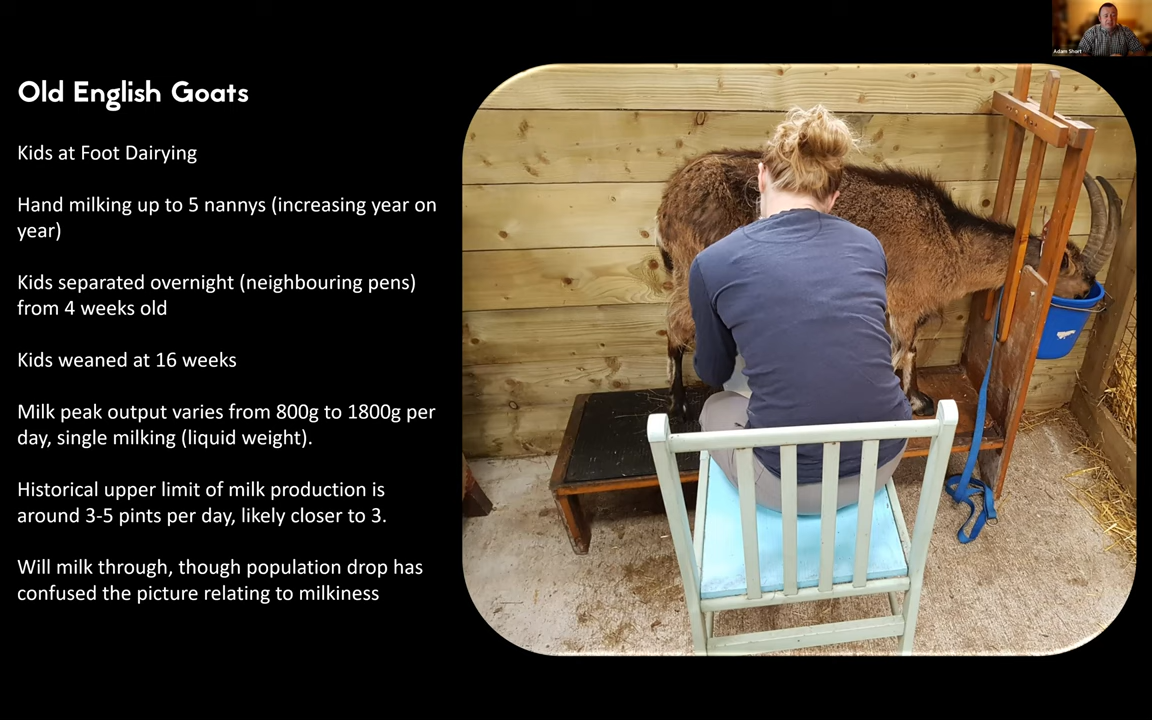 Adam Short
Old English Goats
Kids at Foot Dairying
Hand milking up to 5 nannys (increasing year on
year)
Kids separated overnight (neighbouring pens)
from 4 weeks old
Kids weaned at 16 weeks
Milk peak output varies from 800g to 1800g per
day, single milking (liquid weight).
Historical upper limit of milk production is
around 3-5 pints per day, likely closer to 3.
Will milk through, though population drop has
confused the picture relating to milkiness